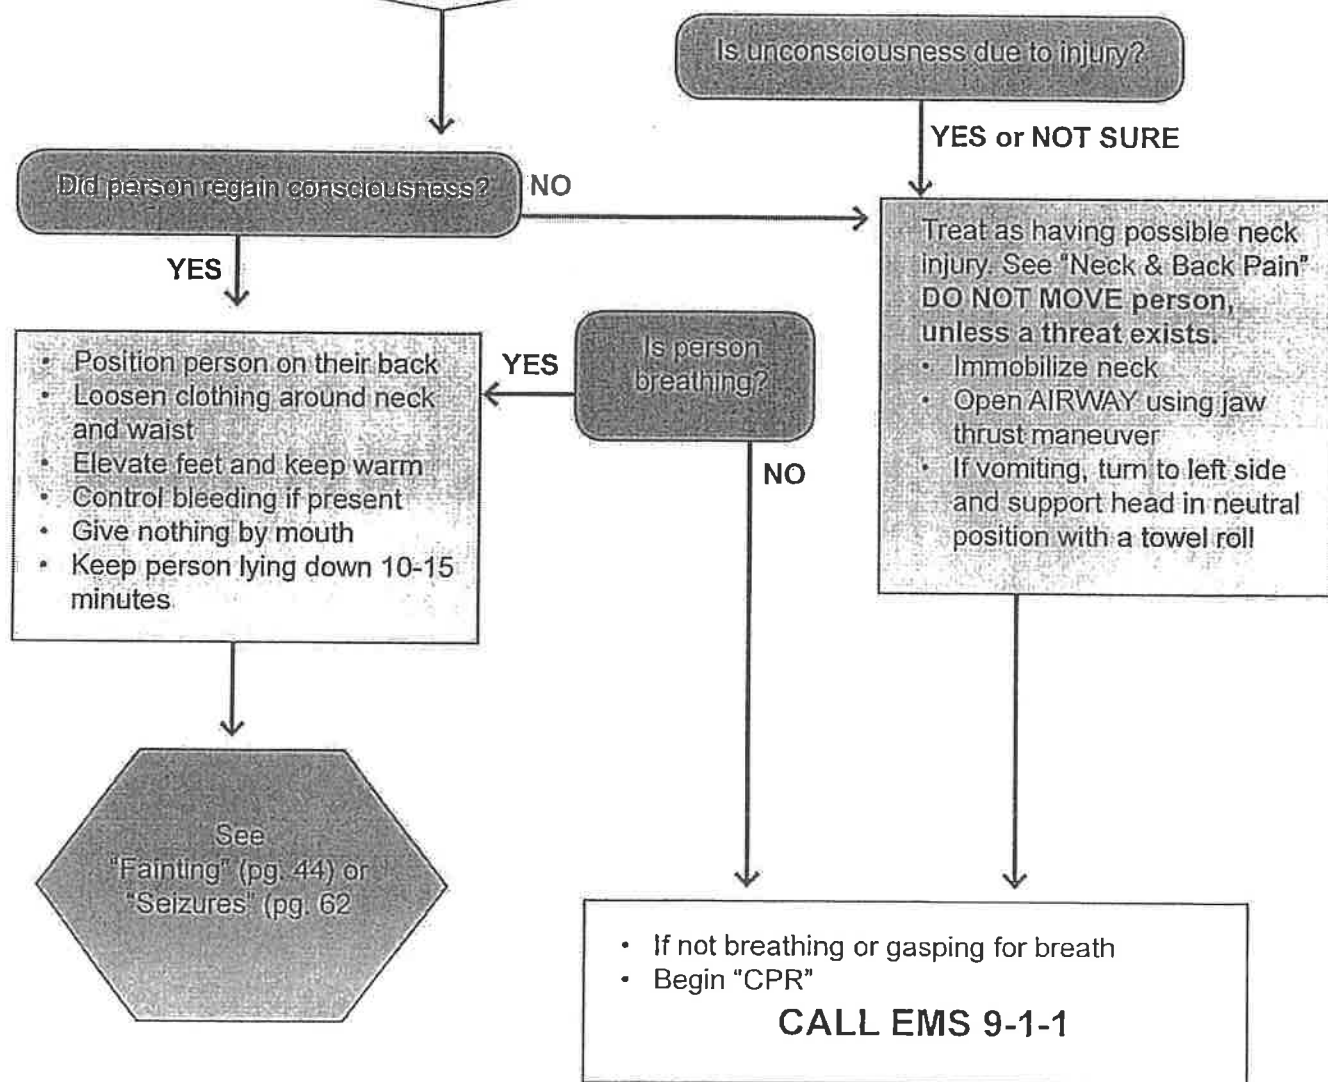 Is unconsciousness due to injury?
YES or NOT SURE
Did person regain consciousness?
NO
YES
Treat as having possible neck
injury. See "Neck & Back Pain"
DO NOT MOVE person,
unless a threat exists.
• Immobilize neck
• Open AIRWAY using jaw
thrust maneuver
• If vomiting, turn to left side
and support head in neutral
position with a towel roll
• Position person on their back
• Loosen clothing around neck
and waist
• Elevate feet and keep warm
• Control bleeding if present
• Give nothing by mouth
• Keep person lying down 10-15
minutes
YES
Is person
breathing?
NO
See
"Fainting" (pg. 44) or
"Seizures" (pg. 62
• If not breathing or gasping for breath
• Begin "CPR"
CALL EMS 9-1-1